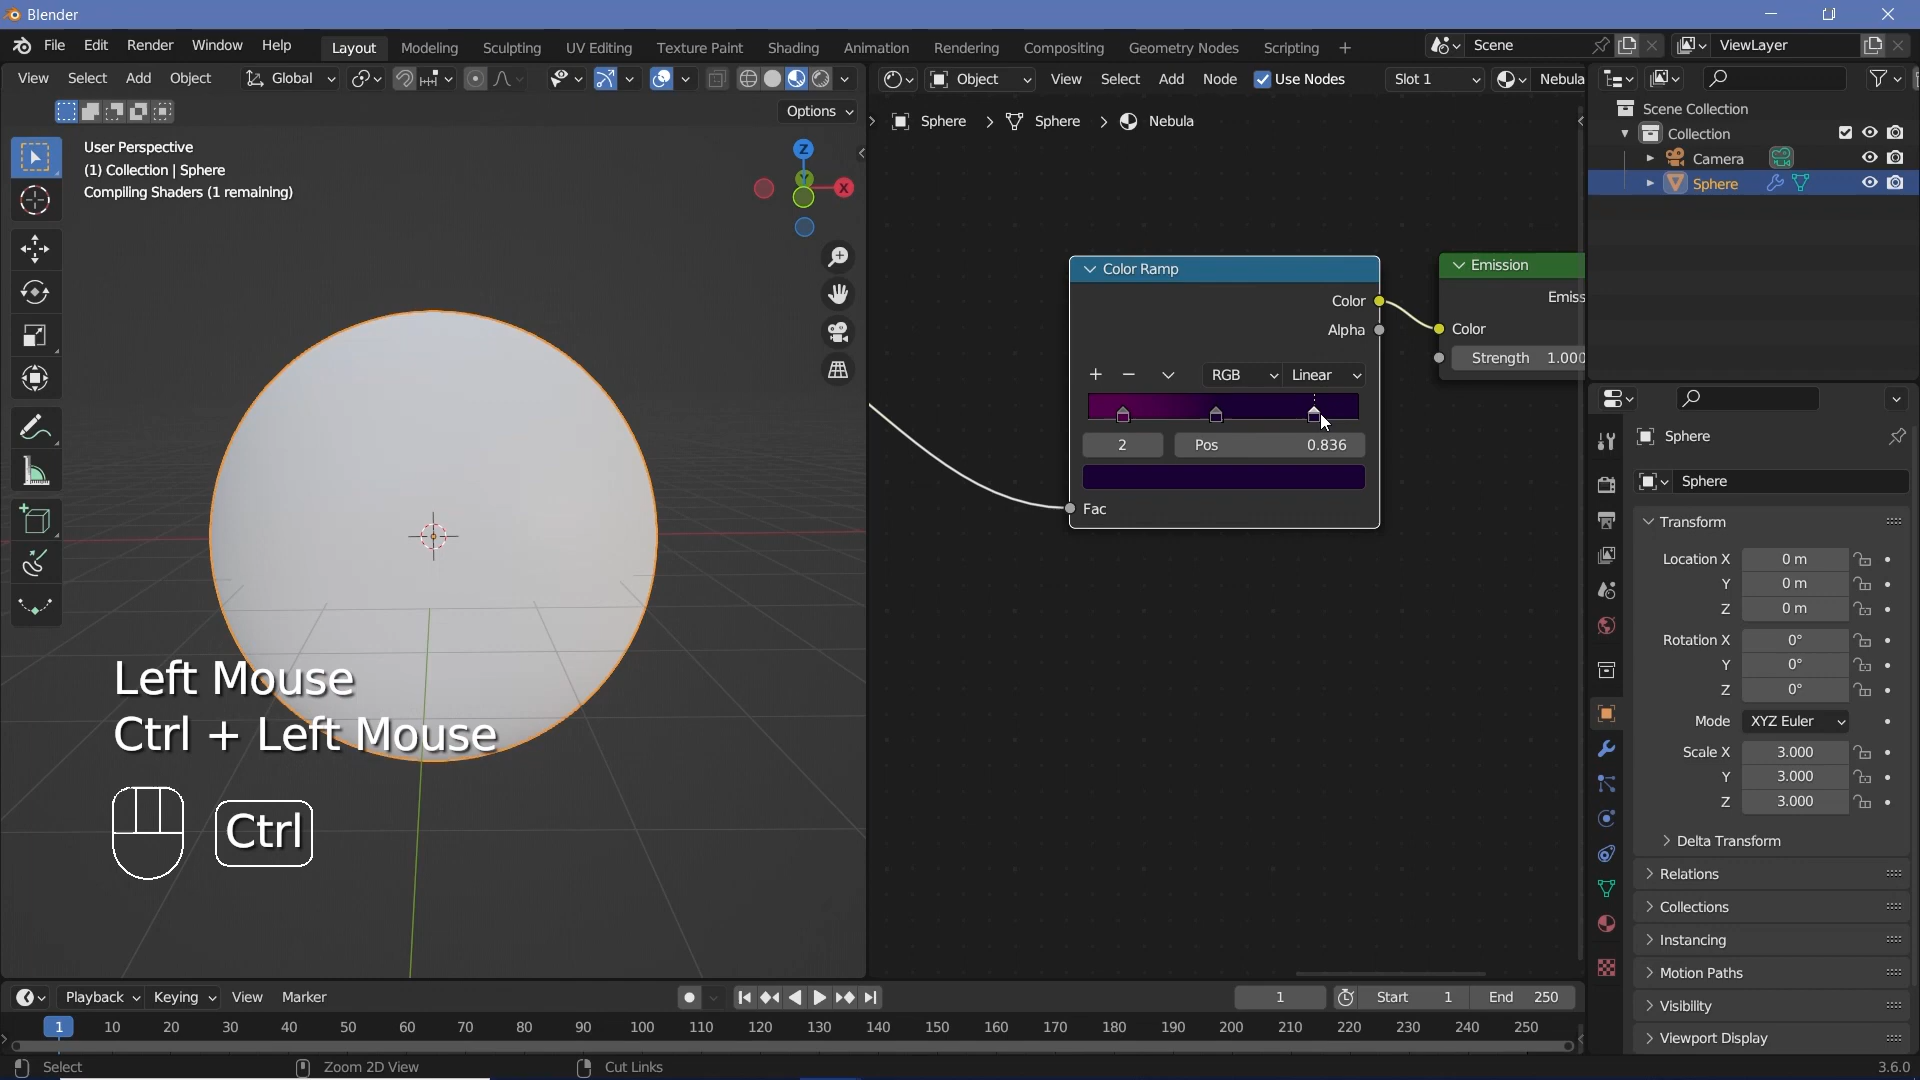 Blender
File Edit Render Window Help
Layout Modeling Sculpting UV Editing Texture Paint Shading Animation Rendering Compositing Geometry Nodes Scripting +
Scene
ViewLayer
View Select Add Object Global
Object View Select Add Node Use Nodes Slot 1 Nebula
Options
User Perspective
(1) Collection | Sphere
Compiling Shaders (1 remaining)
Z
Y
X
Sphere > Sphere > Nebula
Scene Collection
Collection
Camera
Sphere
Color Ramp
Color
Alpha
+ − RGB Linear
2 Pos 0.836
Fac
Emission
Emiss
Color
Strength 1.000
Sphere
Sphere
Transform
Location X 0 m
Y 0 m
Z 0 m
Rotation X 0°
Y 0°
Z 0°
Mode XYZ Euler
Scale X 3.000
Y 3.000
Z 3.000
Delta Transform
Relations
Collections
Instancing
Motion Paths
Visibility
Viewport Display
Left Mouse
Ctrl + Left Mouse
Ctrl
Playback Keying View Marker
1 Start 1 End 250
1 10 20 30 40 50 60 70 80 90 100 110 120 130 140 150 160 170 180 190 200 210 220 230 240 250
Select Zoom 2D View Cut Links 3.6.0